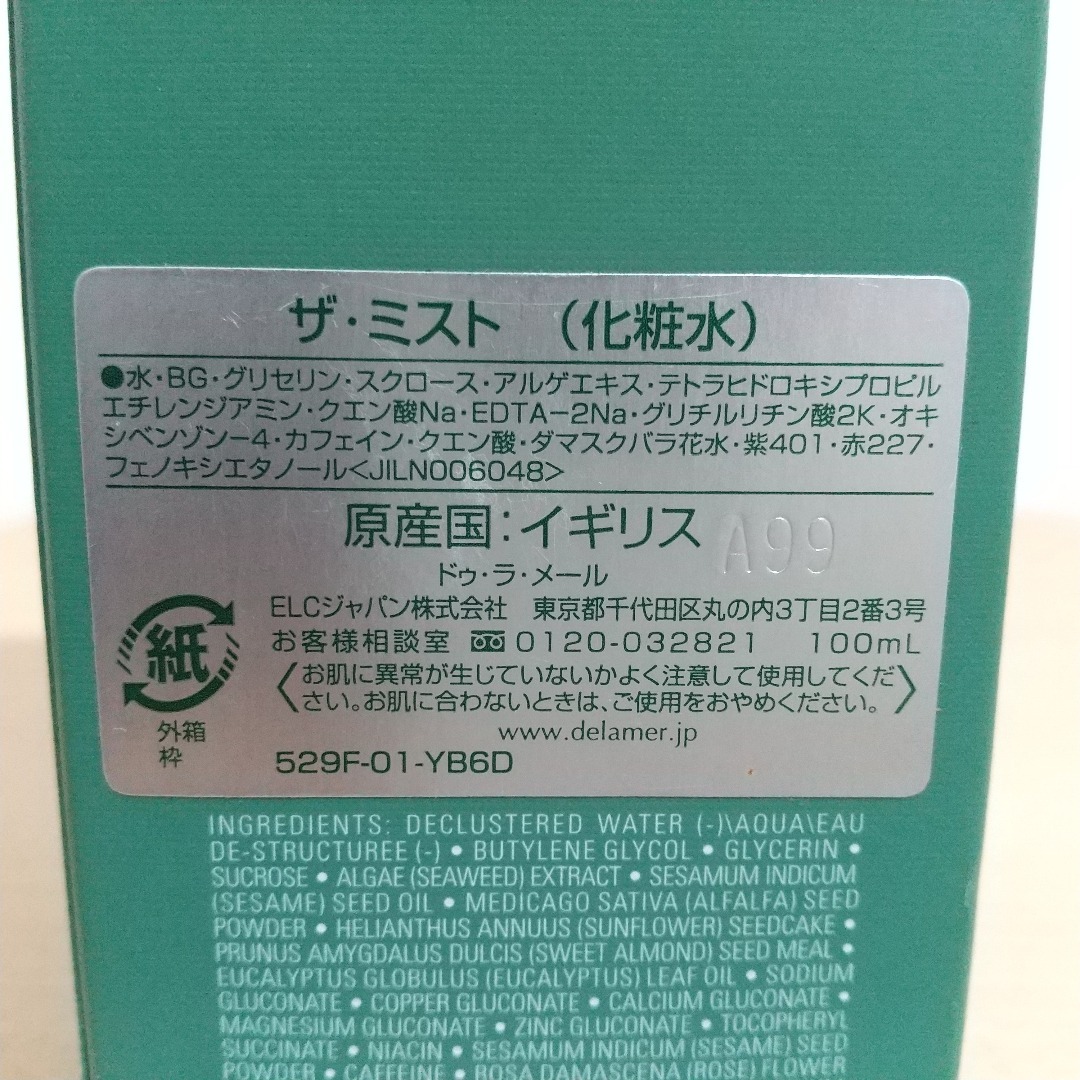 ザ・ミスト （化粧水）
●水・BG・グリセリン・スクロース・アルゲエキス・テトラヒドロキシプロピル
エチレンジアミン・クエン酸Na・EDTA－2Na・グリチルリチン酸2K・オキ
シベンゾン－4・カフェイン・クエン酸・ダマスクバラ花水・紫401・赤227・
フェノキシエタノール<JILN006048>
原産国：イギリス
A99
ドゥ・ラ・メール
ELCジャパン株式会社 東京都千代田区丸の内3丁目2番3号
お客様相談室 0120-032821 100mL
〈お肌に異常が生じていないかよく注意して使用してくだ
さい。お肌に合わないときは、ご使用をおやめください。〉
www.delamer.jp
紙
外箱
枠
529F-01-YB6D
INGREDIENTS: DECLUSTERED WATER (-)\AQUA\EAU
DE-STRUCTUREE (-) • BUTYLENE GLYCOL • GLYCERIN •
SUCROSE • ALGAE (SEAWEED) EXTRACT • SESAMUM INDICUM
(SESAME) SEED OIL • MEDICAGO SATIVA (ALFALFA) SEED
POWDER • HELIANTHUS ANNUUS (SUNFLOWER) SEEDCAKE •
PRUNUS AMYGDALUS DULCIS (SWEET ALMOND) SEED MEAL •
EUCALYPTUS GLOBULUS (EUCALYPTUS) LEAF OIL • SODIUM
GLUCONATE • COPPER GLUCONATE • CALCIUM GLUCONATE •
MAGNESIUM GLUCONATE • ZINC GLUCONATE • TOCOPHERYL
SUCCINATE • NIACIN • SESAMUM INDICUM (SESAME) SEED
POWDER • CAFFEINE • ROSA DAMASCENA (ROSE) FLOWER